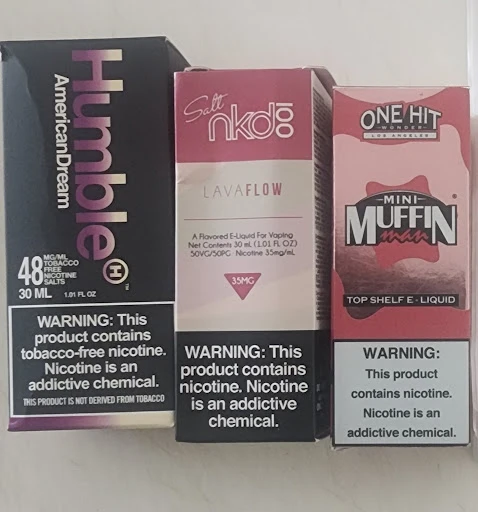 Humble
AmericanDream
H
™
48
MG/ML
TOBACCO
FREE
NICOTINE
SALTS
30 ML 1.01 FL OZ
WARNING: This
product contains
tobacco-free nicotine.
Nicotine is an
addictive chemical.
THIS PRODUCT IS NOT DERIVED FROM TOBACCO
Salt
nkd100
LAVAFLOW
A Flavored E-Liquid For Vaping
Net Contents 30 mL (1.01 FL OZ)
50VG/50PG Nicotine 35mg/mL
35MG
WARNING: This
product contains
nicotine. Nicotine
is an addictive
chemical.
ONE HIT
WONDER
LOS ANGELES
MINI
MUFFIN
man
TOP SHELF E-LIQUID
WARNING:
This product
contains nicotine.
Nicotine is an
addictive chemical.